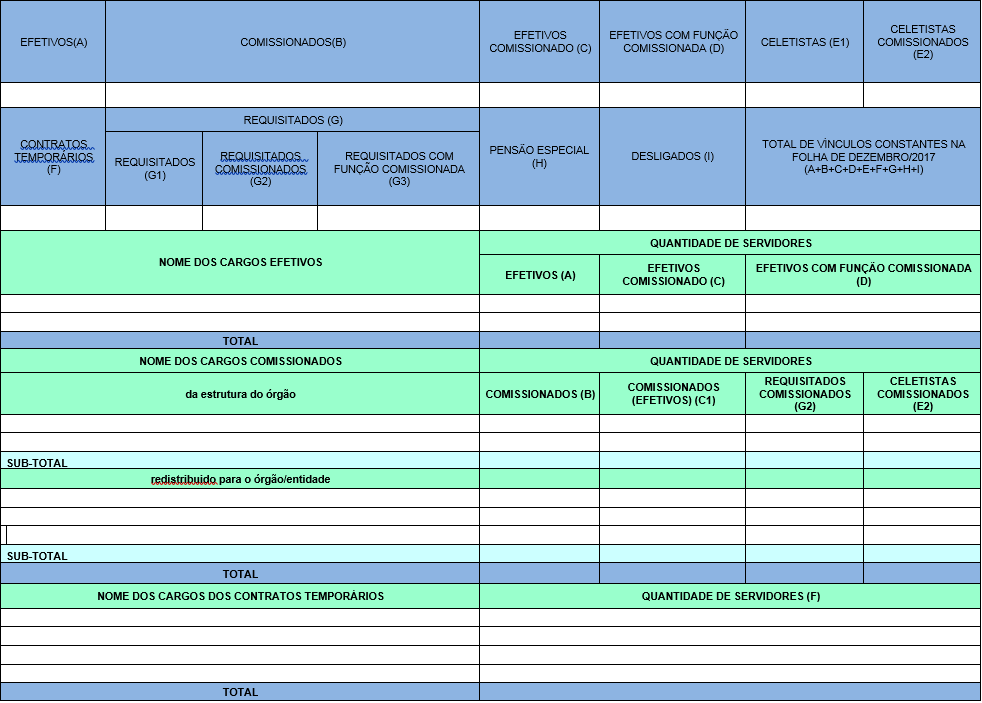 EFETIVOS(A)
COMISSIONADOS(B)
EFETIVOS
COMISSIONADO (C)
EFETIVOS COM FUNÇÃO
COMISSIONADA (D)
CELETISTAS (E1)
CELETISTAS
COMISSIONADOS
(E2)
CONTRATOS
TEMPORÁRIOS
(F)
REQUISITADOS (G)
REQUISITADOS
(G1)
REQUISITADOS
COMISSIONADOS
(G2)
REQUISITADOS COM
FUNÇÃO COMISSIONADA
(G3)
PENSÃO ESPECIAL
(H)
DESLIGADOS (I)
TOTAL DE VÌNCULOS CONSTANTES NA
FOLHA DE DEZEMBRO/2017
(A+B+C+D+E+F+G+H+I)
NOME DOS CARGOS EFETIVOS
QUANTIDADE DE SERVIDORES
EFETIVOS (A)
EFETIVOS
COMISSIONADO (C)
EFETIVOS COM FUNÇÃO COMISSIONADA
(D)
TOTAL
NOME DOS CARGOS COMISSIONADOS
QUANTIDADE DE SERVIDORES
da estrutura do órgão
COMISSIONADOS (B)
COMISSIONADOS
(EFETIVOS) (C1)
REQUISITADOS
COMISSIONADOS
(G2)
CELETISTAS
COMISSIONADOS
(E2)
SUB-TOTAL
redistribuido para o órgão/entidade
SUB-TOTAL
TOTAL
NOME DOS CARGOS DOS CONTRATOS TEMPORÁRIOS
QUANTIDADE DE SERVIDORES (F)
TOTAL